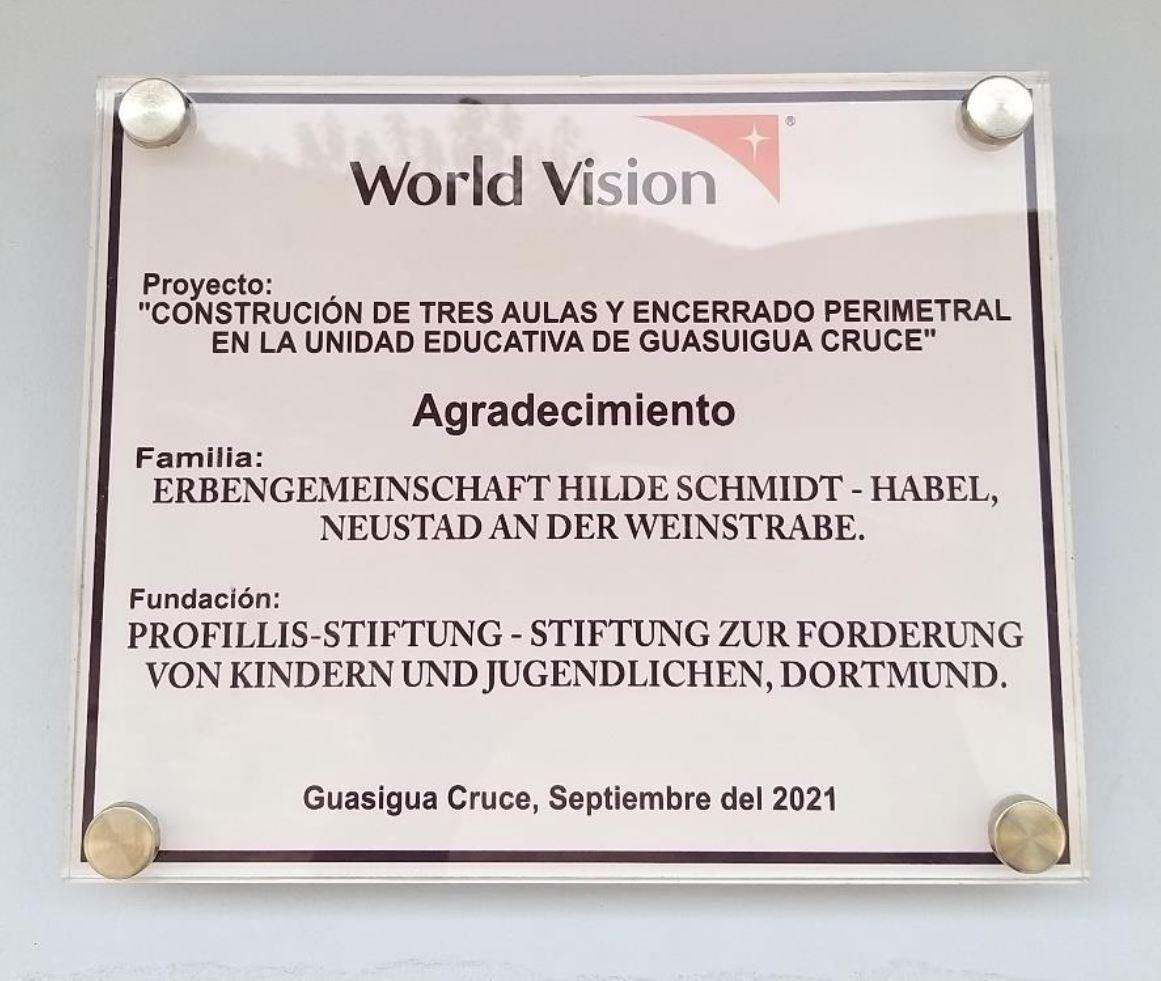 World Vision®
Proyecto:
"CONSTRUCIÓN DE TRES AULAS Y ENCERRADO PERIMETRAL
EN LA UNIDAD EDUCATIVA DE GUASUIGUA CRUCE"
Agradecimiento
Familia:
ERBENGEMEINSCHAFT HILDE SCHMIDT - HABEL,
NEUSTAD AN DER WEINSTRABE.
Fundación:
PROFILLIS-STIFTUNG - STIFTUNG ZUR FORDERUNG
VON KINDERN UND JUGENDLICHEN, DORTMUND.
Guasigua Cruce, Septiembre del 2021